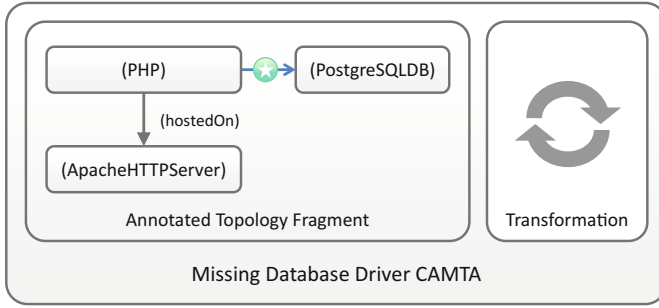 (PHP)
(PostgreSQLDB)
(hostedOn)
(ApacheHTTPServer)
Annotated Topology Fragment
Transformation
Missing Database Driver CAMTA